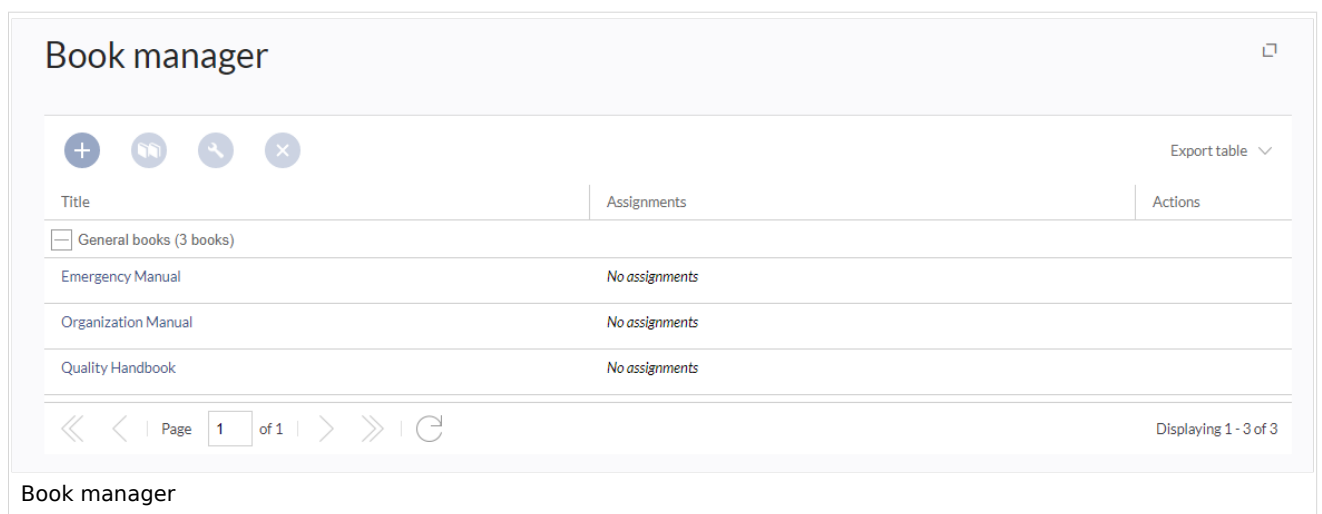 Book manager
Export table
Title Assignments Actions
General books (3 books)
Emergency Manual No assignments
Organization Manual No assignments
Quality Handbook No assignments
Page 1 of 1 Displaying 1 - 3 of 3
Book manager